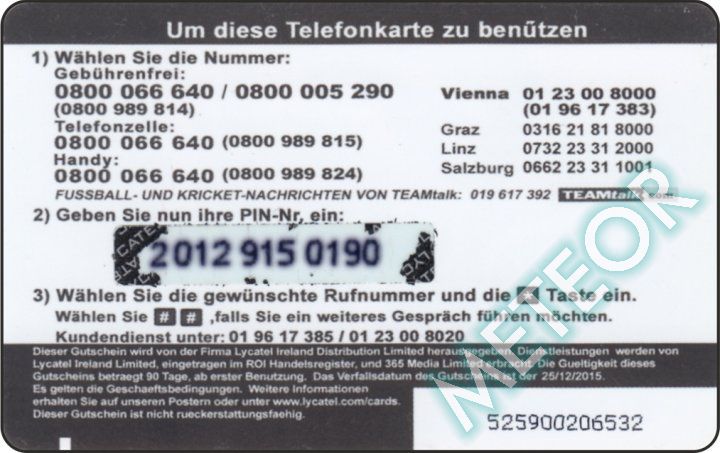 Um diese Telefonkarte zu benützen
1) Wählen Sie die Nummer:
Gebührenfrei:
0800 066 640 / 0800 005 290
(0800 989 814)
Telefonzelle:
0800 066 640 (0800 989 815)
Handy:
0800 066 640 (0800 989 824)
Vienna 01 23 00 8000
(01 96 17 383)
Graz 0316 21 81 8000
Linz 0732 23 31 2000
Salzburg 0662 23 31 1001
FUSSBALL- UND KRICKET-NACHRICHTEN VON TEAMtalk: 019 617 392 TEAMtalk.com
2) Geben Sie nun ihre PIN-Nr, ein:
2 012 915 0190
3) Wählen Sie die gewünschte Rufnummer und die * Taste ein.
Wählen Sie # # ,falls Sie ein weiteres Gespräch führen möchten.
Kundendienst unter: 01 96 17 385 / 01 23 00 8020
Dieser Gutschein wird von der Firma Lycatel Ireland Distribution Limited herausgegeben. Dienstleistungen werden von
Lycatel Ireland Limited, eingetragen im ROI Handelsregister, und 365 Media Limited erbracht. Die Gueltigkeit dieses
Gutscheins betraegt 90 Tage, ab erster Benutzung. Das Verfallsdatum des Gutscheins ist der 25/12/2015.
Es gelten die Geschaeftsbedingungen. Weitere Informationen
erhalten Sie auf unseren Postern oder unter www.lycatel.com/cards.
Dieser Gutschein ist nicht rueckerstattungsfaehig.
525900206532
METEOR